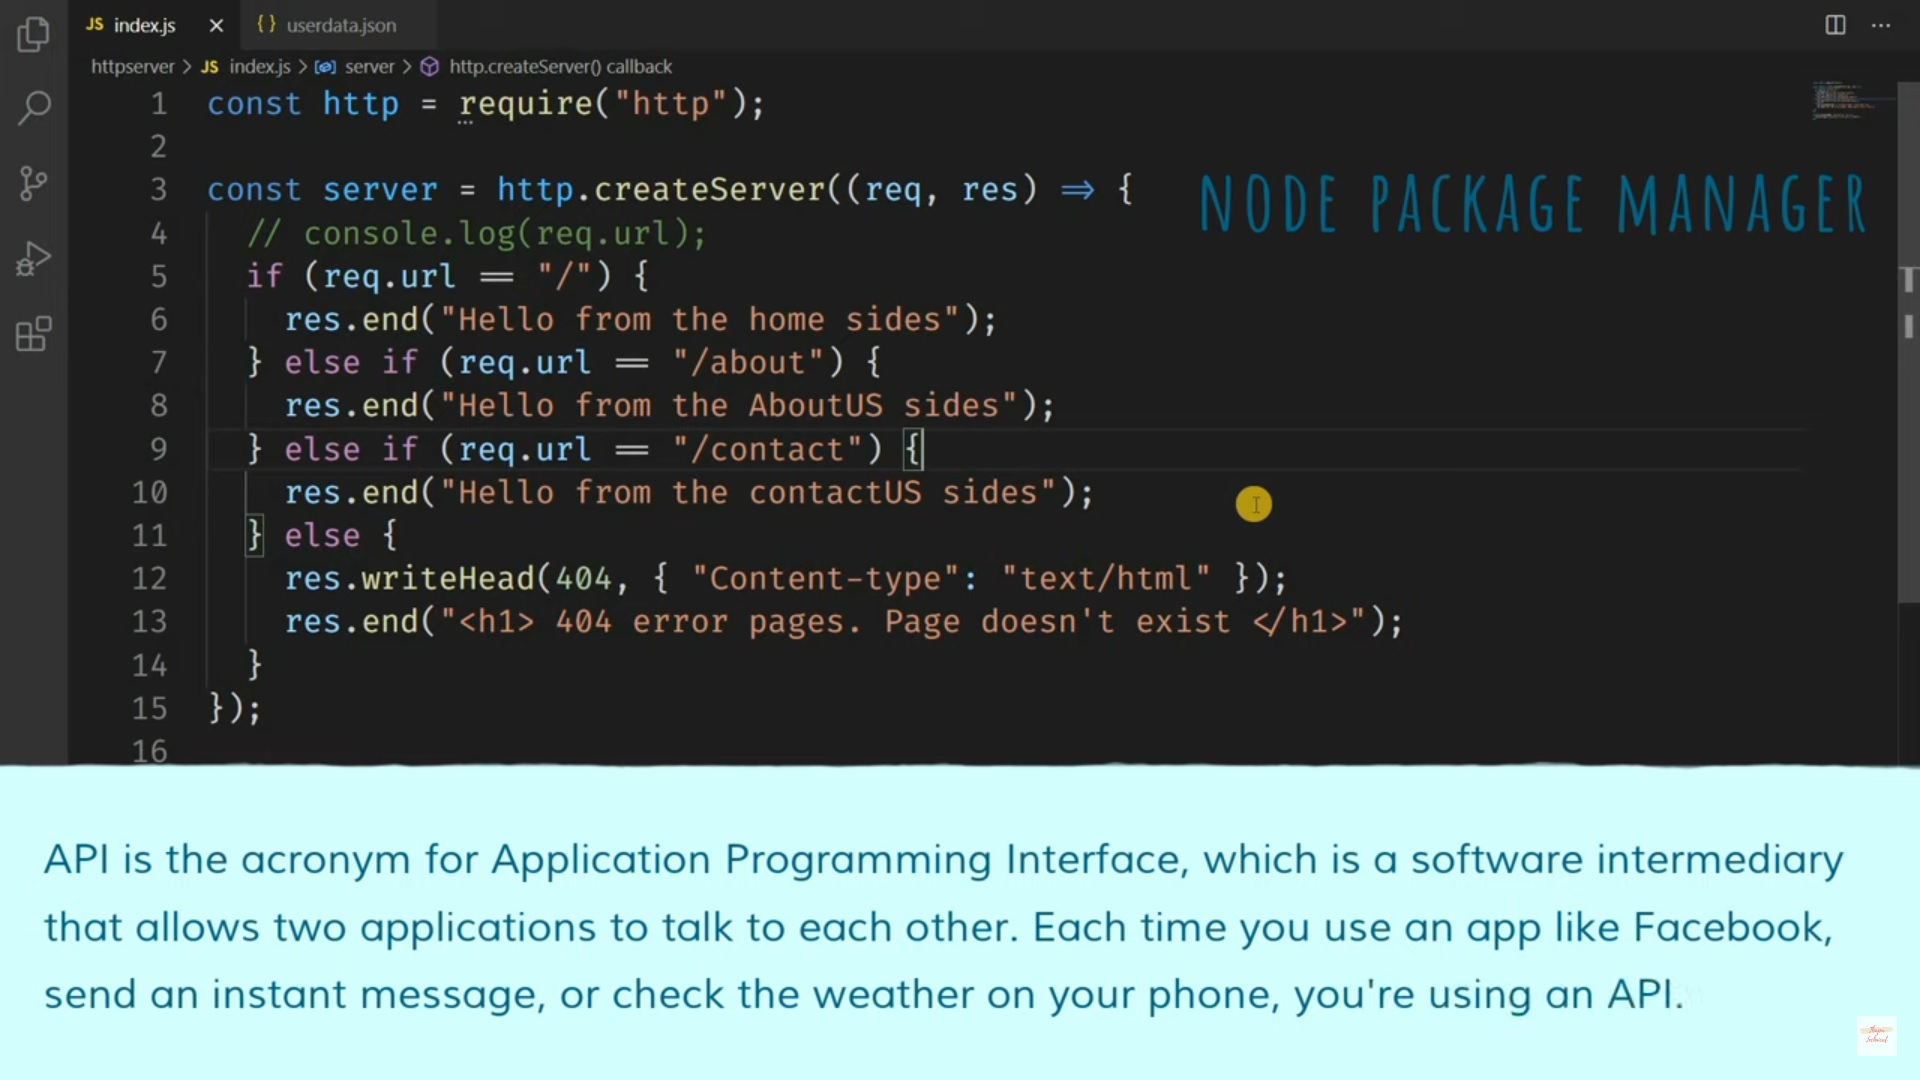 JS index.js
{} userdata.json
httpserver > JS index.js > server > http.createServer() callback
1 const http = require("http");
2
3 const server = http.createServer((req, res) => {
NODE PACKAGE MANAGER
4 // console.log(req.url);
5 if (req.url == "/") {
6 res.end("Hello from the home sides");
7 } else if (req.url == "/about") {
8 res.end("Hello from the AboutUS sides");
9 } else if (req.url == "/contact") {
10 res.end("Hello from the contactUS sides");
11 } else {
12 res.writeHead(404, { "Content-type": "text/html" });
13 res.end("<h1> 404 error pages. Page doesn't exist </h1>");
14 }
15 });
16
API is the acronym for Application Programming Interface, which is a software intermediary
that allows two applications to talk to each other. Each time you use an app like Facebook,
send an instant message, or check the weather on your phone, you're using an API.